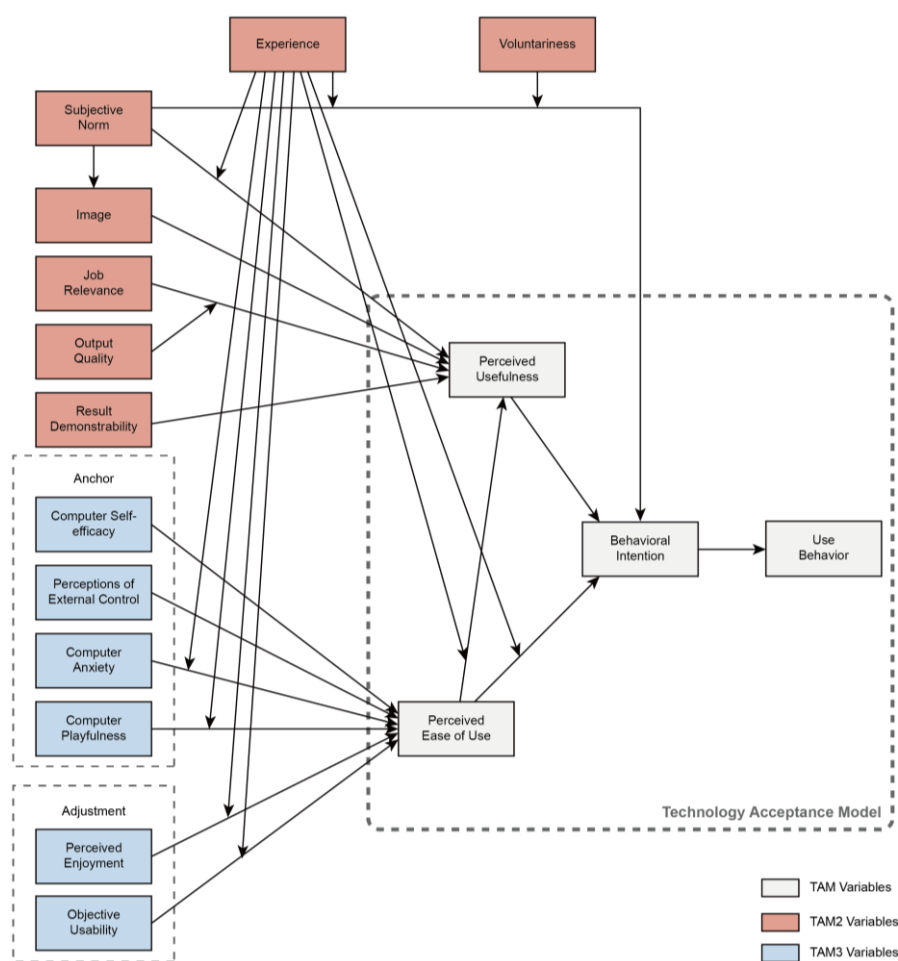 Experience
Voluntariness
Subjective
Norm
Image
Job
Relevance
Output
Quality
Result
Demonstrability
Perceived
Usefulness
Anchor
Computer Self-
efficacy
Perceptions of
External Control
Computer
Anxiety
Computer
Playfulness
Behavioral
Intention
Use
Behavior
Perceived
Ease of Use
Technology Acceptance Model
Adjustment
Perceived
Enjoyment
Objective
Usability
TAM Variables
TAM2 Variables
TAM3 Variables